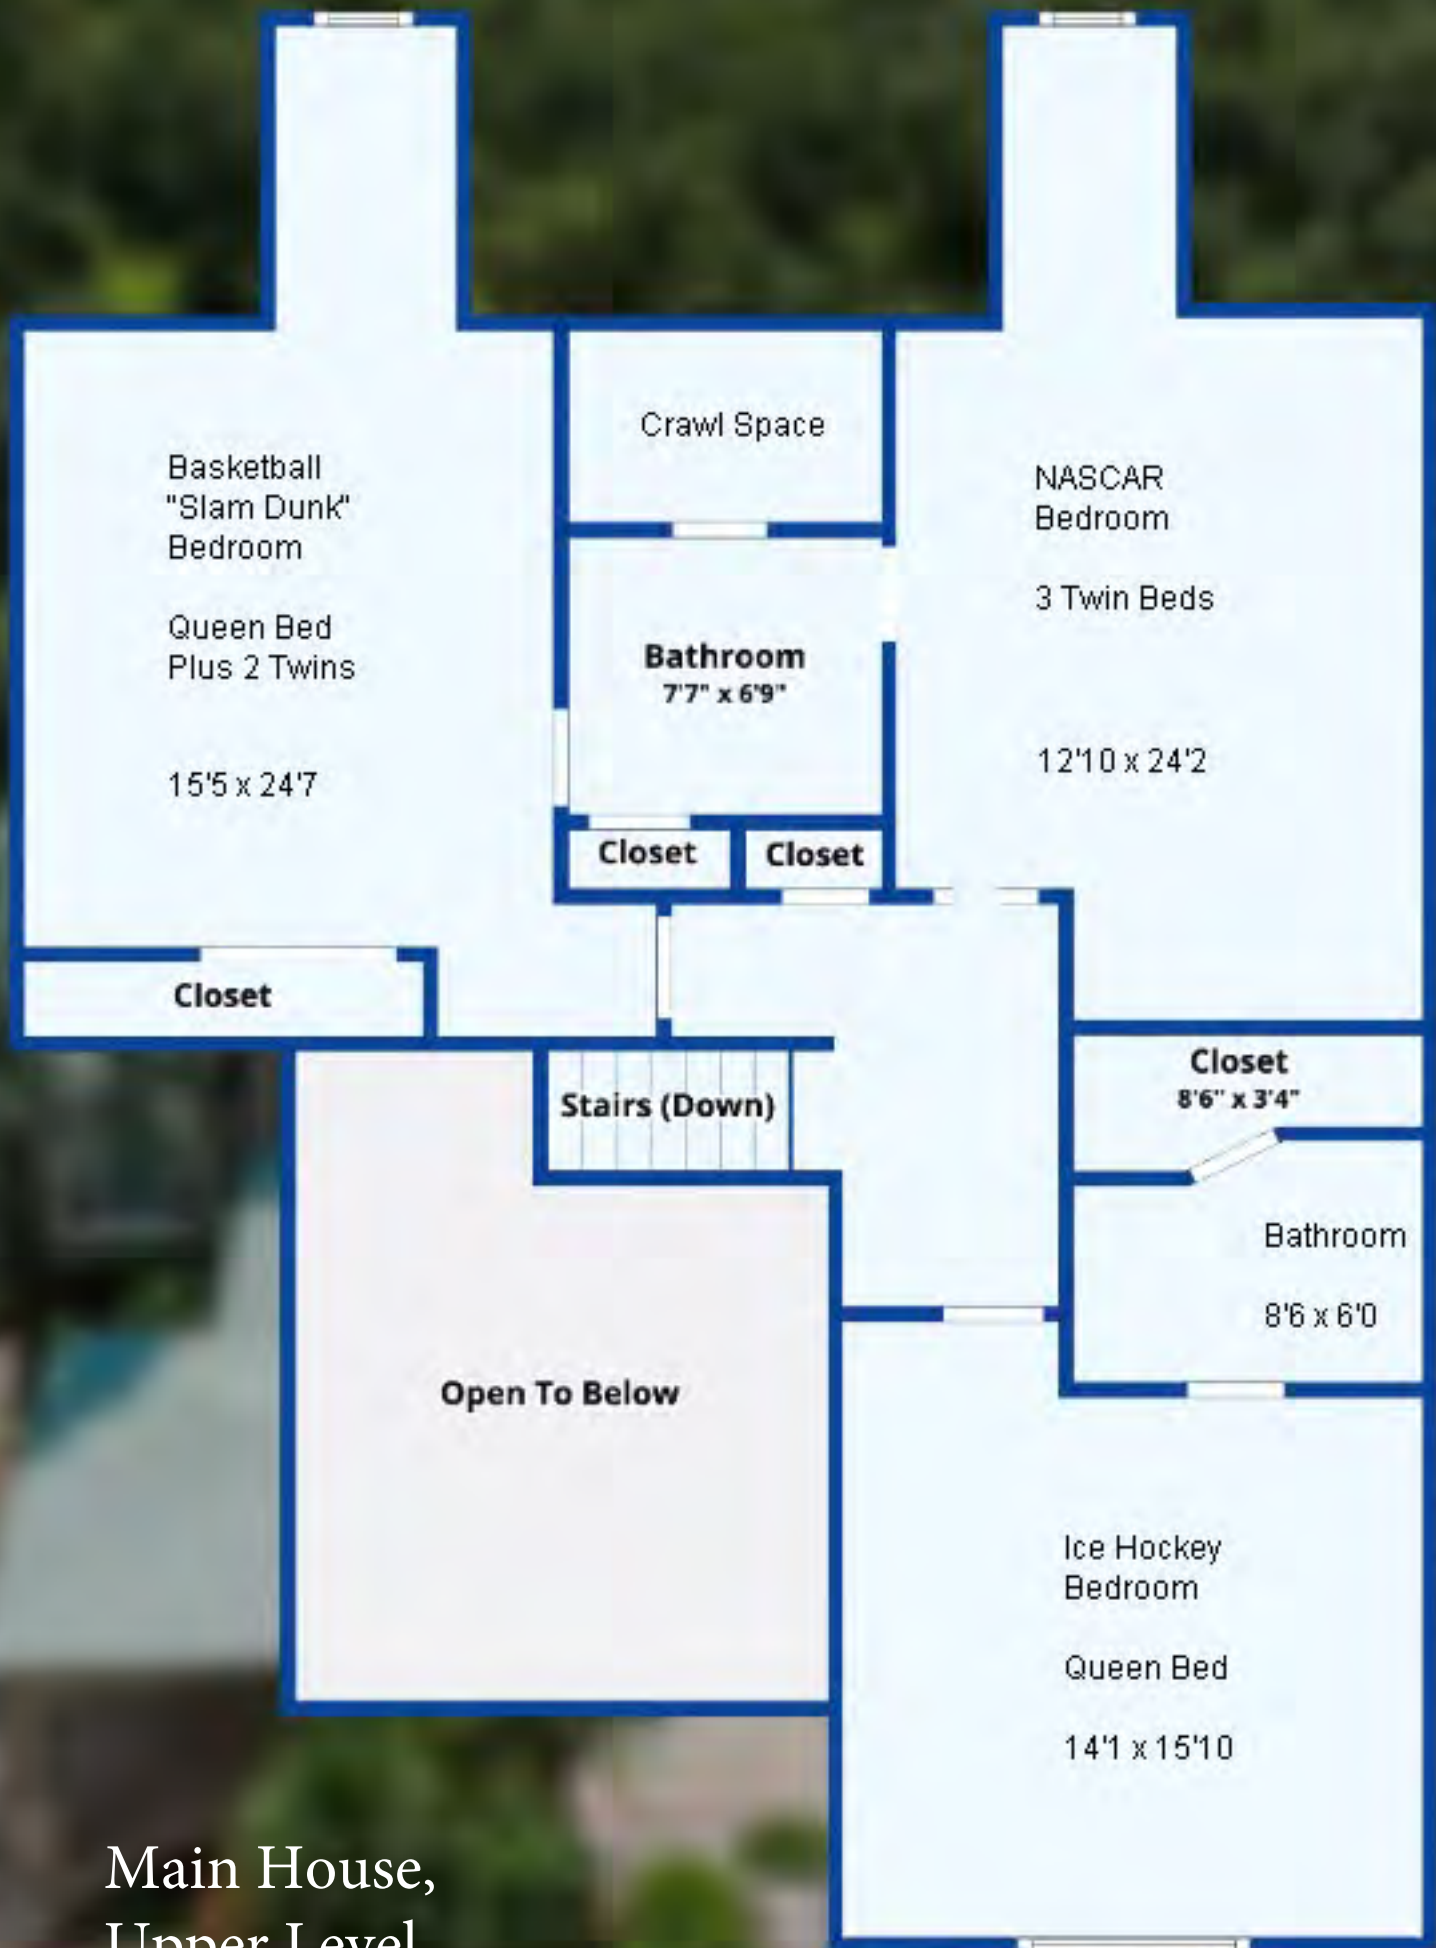 Basketball
"Slam Dunk"
Bedroom
Queen Bed
Plus 2 Twins
15'5 x 24'7
Crawl Space
Bathroom
7'7" x 6'9"
NASCAR
Bedroom
3 Twin Beds
12'10 x 24'2
Closet
Closet
Closet
Stairs (Down)
Closet
8'6" x 3'4"
Bathroom
8'6 x 6'0
Open To Below
Ice Hockey
Bedroom
Queen Bed
14'1 x 15'10
Main House,
Upper Level